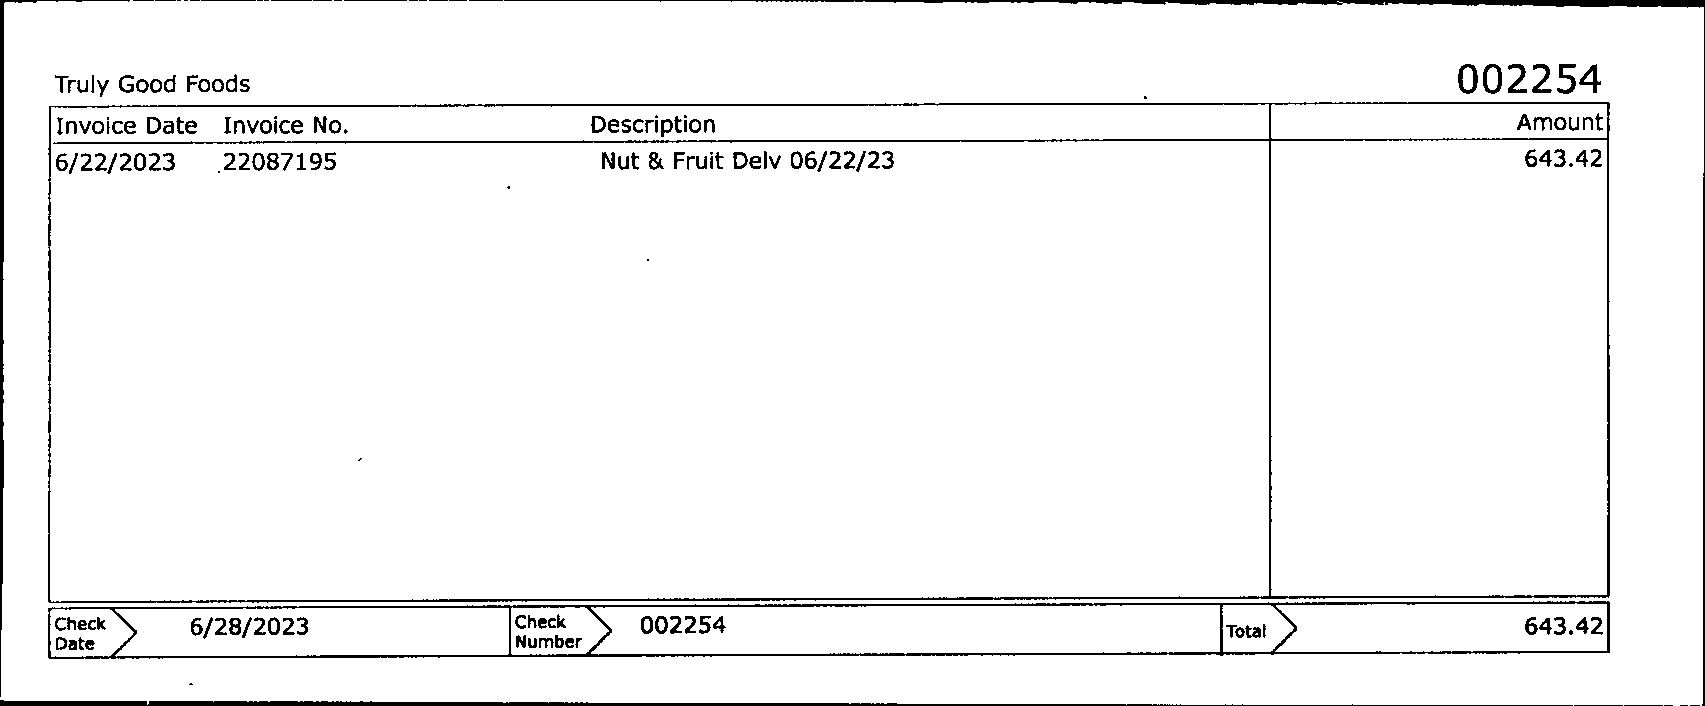 Truly Good Foods 002254
Invoice Date Invoice No. Description Amount
6/22/2023 22087195 Nut & Fruit Delv 06/22/23 643.42
Check Date 6/28/2023 Check Number 002254 Total 643.42